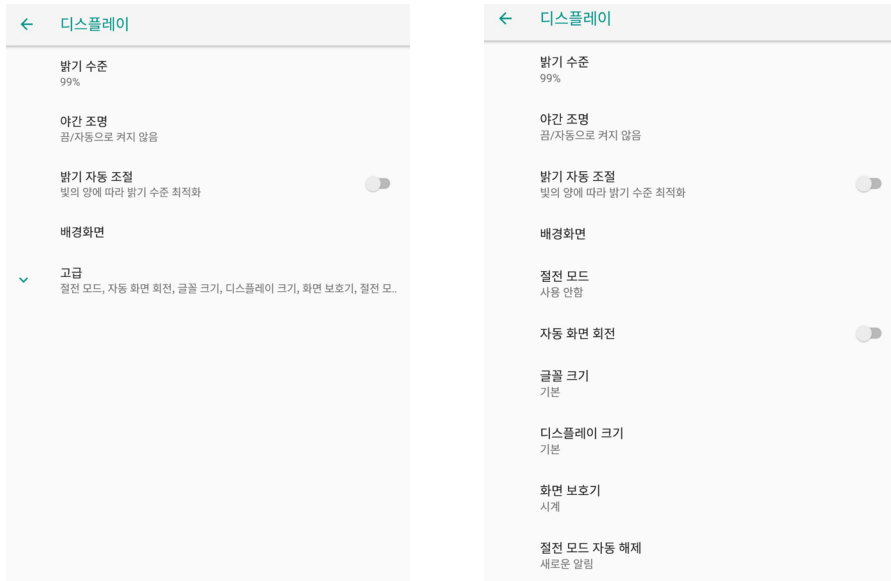 디스플레이
밝기 수준
99%
야간 조명
끔/자동으로 켜지 않음
밝기 자동 조절
빛의 양에 따라 밝기 수준 최적화
배경화면
고급
절전 모드, 자동 화면 회전, 글꼴 크기, 디스플레이 크기, 화면 보호기, 절전 모..
디스플레이
밝기 수준
99%
야간 조명
끔/자동으로 켜지 않음
밝기 자동 조절
빛의 양에 따라 밝기 수준 최적화
배경화면
절전 모드
사용 안함
자동 화면 회전
글꼴 크기
기본
디스플레이 크기
기본
화면 보호기
시계
절전 모드 자동 해제
새로운 알림